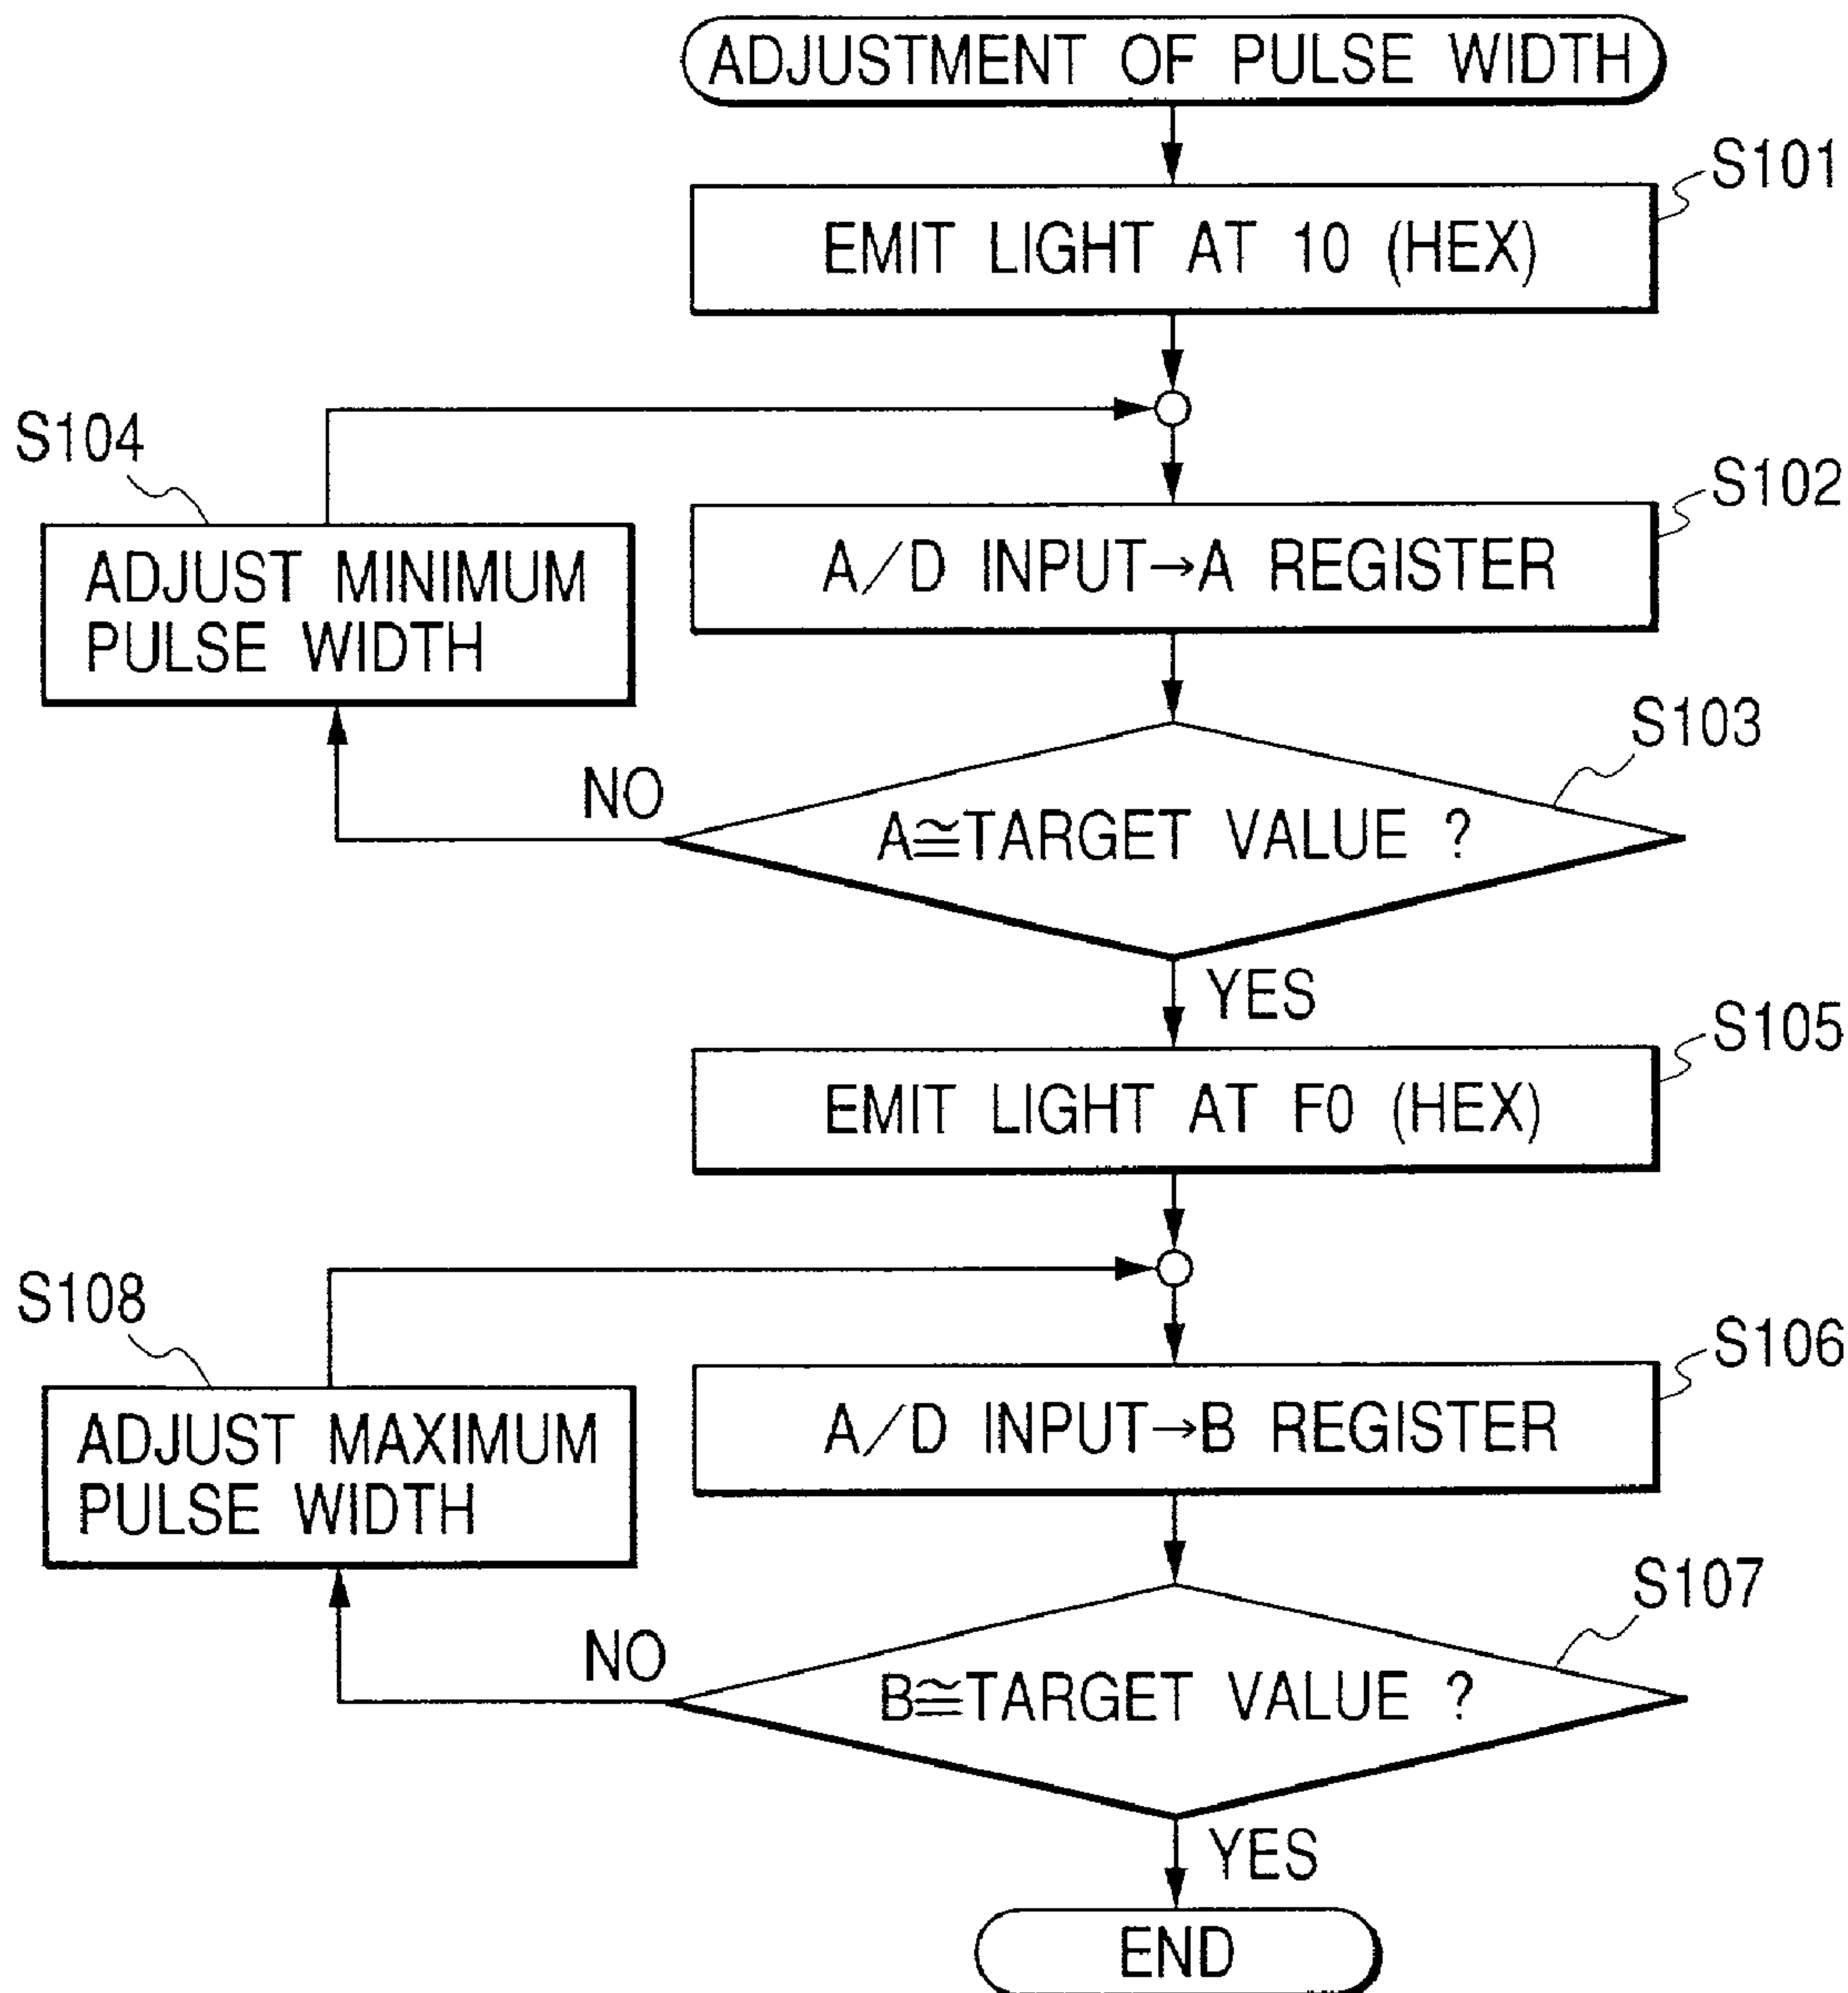 ADJUSTMENT OF PULSE WIDTH
S101
EMIT LIGHT AT 10 (HEX)
S104
S102
ADJUST MINIMUM
PULSE WIDTH
A/D INPUT→A REGISTER
S103
NO
A≅TARGET VALUE ?
YES
S105
EMIT LIGHT AT F0 (HEX)
S108
S106
ADJUST MAXIMUM
PULSE WIDTH
A/D INPUT→B REGISTER
S107
NO
B≅TARGET VALUE ?
YES
END